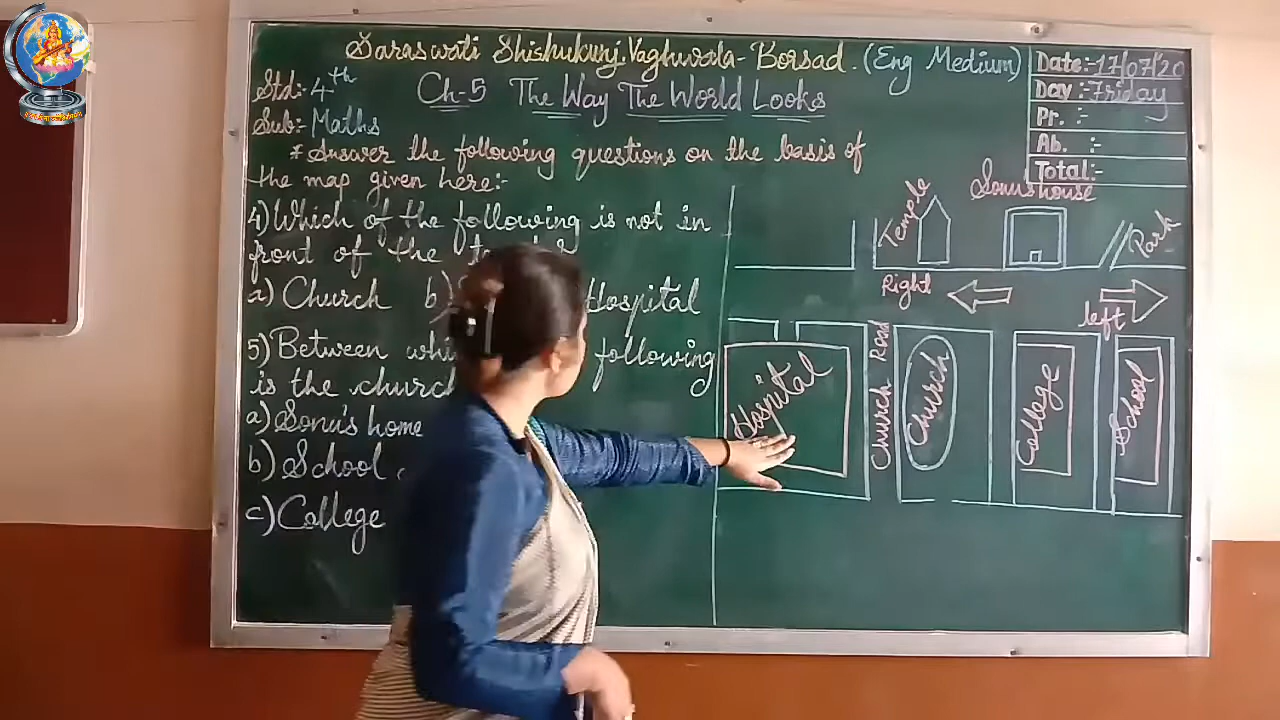 Saraswati Shishukunj, Vaghwala - Borsad. (Eng Medium)
Date:- 17/07/20
Day:- Friday
Pr. :-
Ab. :-
Total:-
Std:- 4th
Ch-5 The Way The World Looks
Sub:- Maths
* Answer the following questions on the basis of
the map given here:-
4) Which of the following is not in
front of the
a) Church b) Hospital
5) Between following
is the church
a) Sonu's home
b) School
c) College
Temple
Sonu's house
Park
Right
left
Hospital
Church Road
Church
College
School